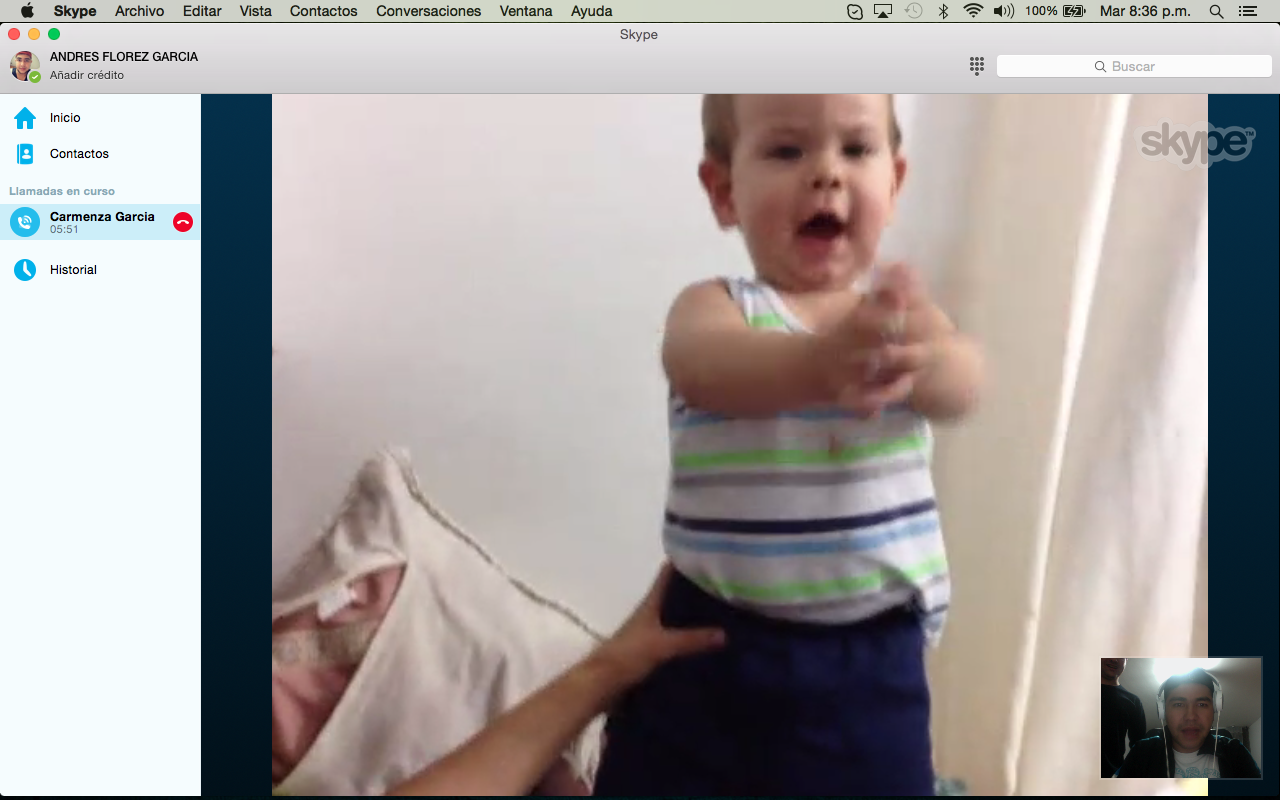 Skype Archivo Editar Vista Contactos Conversaciones Ventana Ayuda 100% Mar 8:36 p.m.
Skype
ANDRES FLOREZ GARCIA
Añadir crédito
Buscar
Inicio
Contactos
Llamadas en curso
Carmenza Garcia
05:51
Historial
skype™